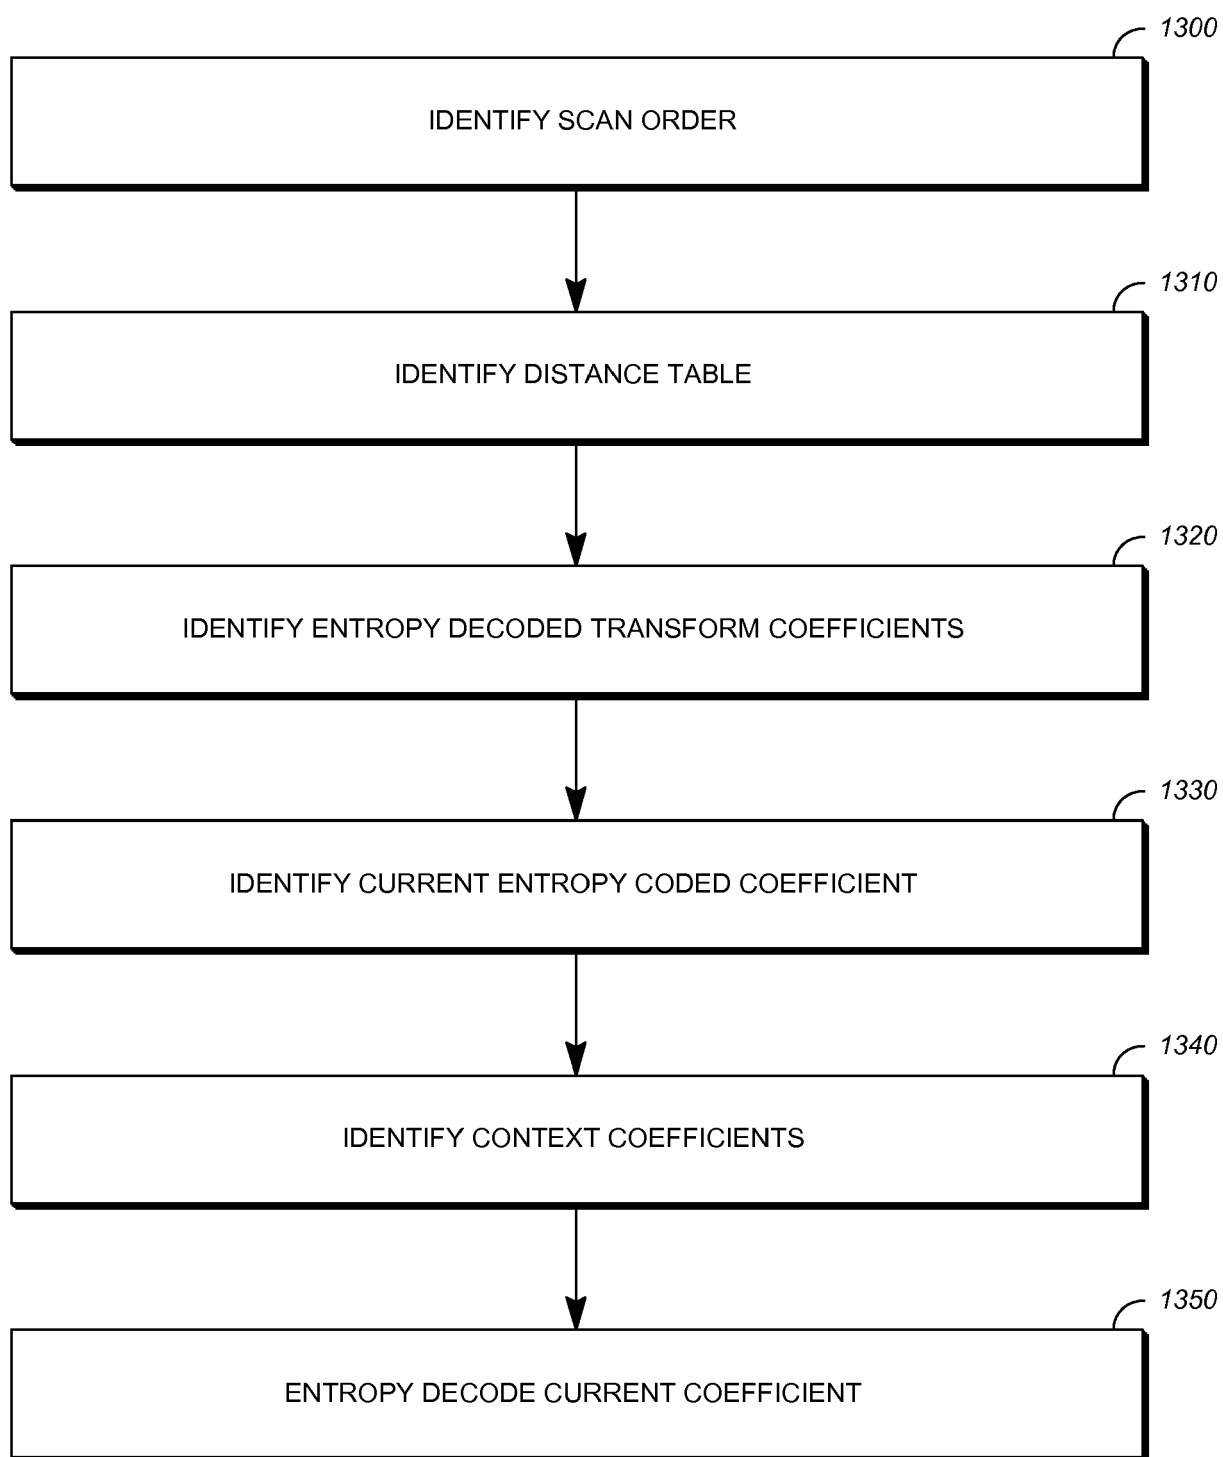 1300
IDENTIFY SCAN ORDER
1310
IDENTIFY DISTANCE TABLE
1320
IDENTIFY ENTROPY DECODED TRANSFORM COEFFICIENTS
1330
IDENTIFY CURRENT ENTROPY CODED COEFFICIENT
1340
IDENTIFY CONTEXT COEFFICIENTS
1350
ENTROPY DECODE CURRENT COEFFICIENT